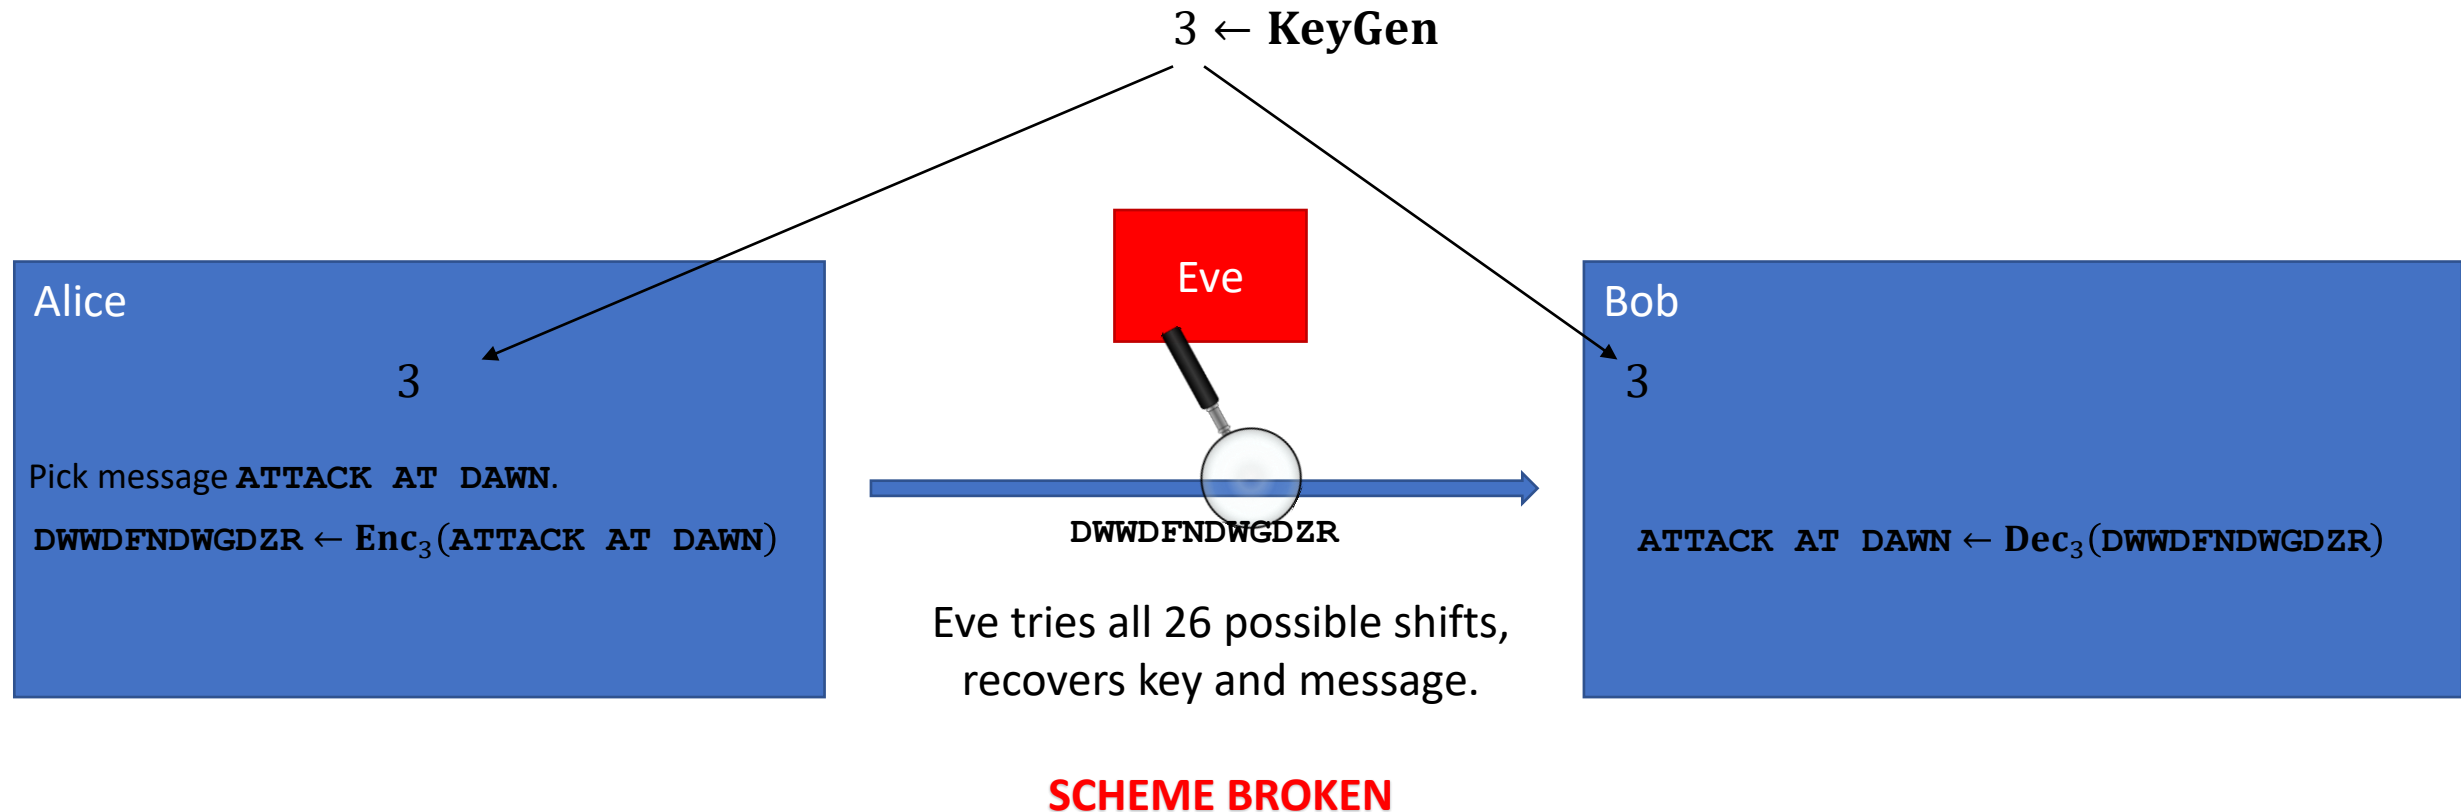 3 ← KeyGen
Alice
3
Pick message ATTACK AT DAWN.
DWWDFNDWGDZR ← Enc₃(ATTACK AT DAWN)
Eve
DWWDFNDWGDZR
Eve tries all 26 possible shifts,
recovers key and message.
SCHEME BROKEN
Bob
3
ATTACK AT DAWN ← Dec₃(DWWDFNDWGDZR)